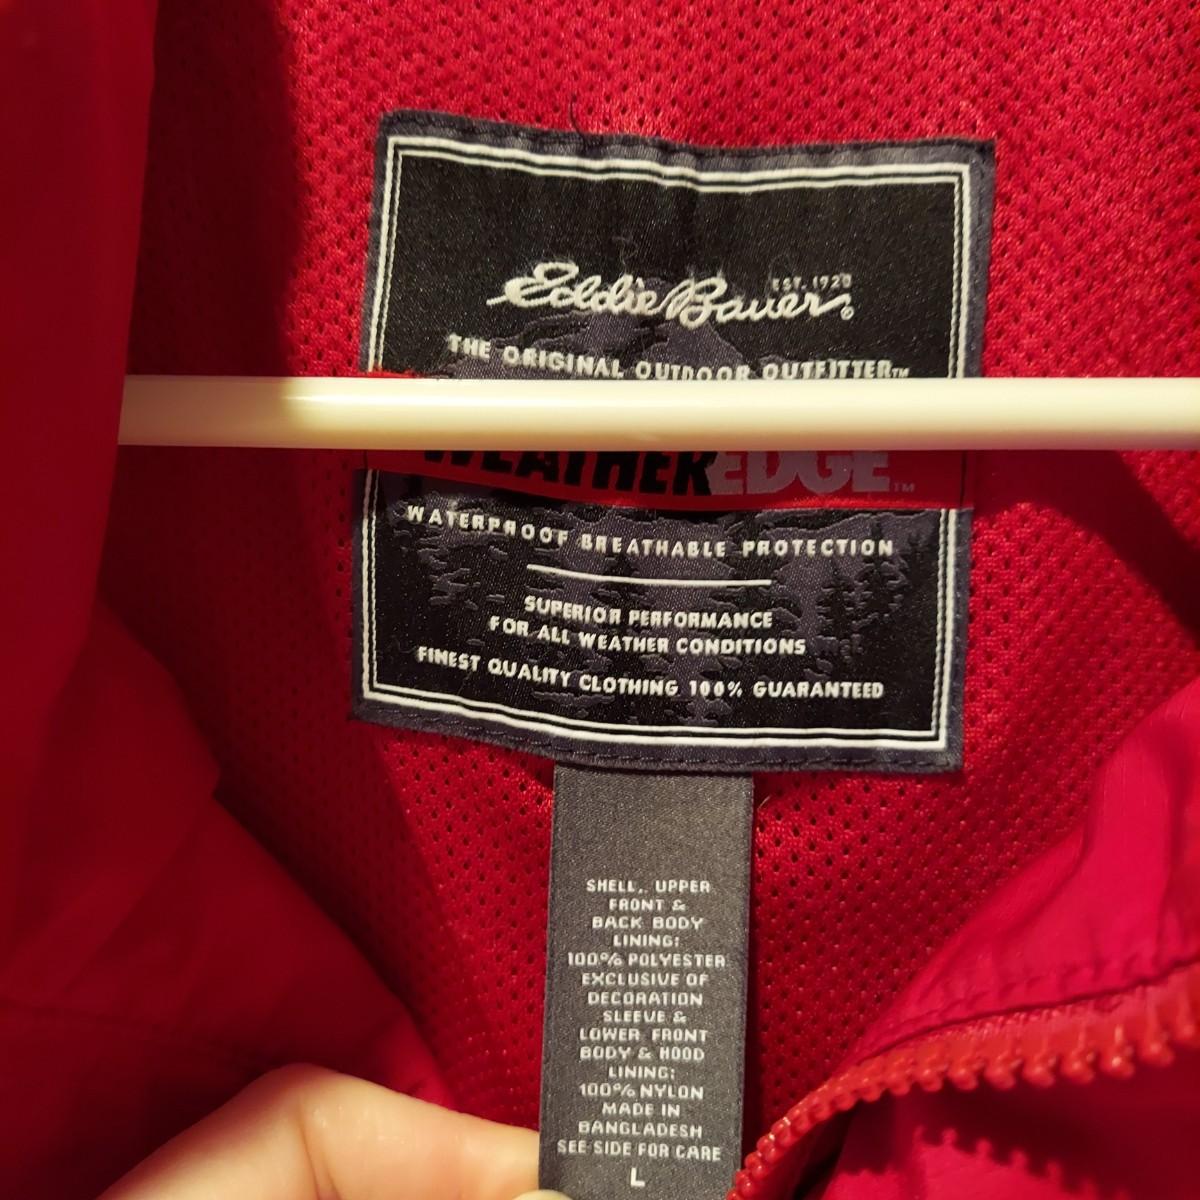 EST. 1920
Eddie Bauer®
THE ORIGINAL OUTDOOR OUTFITTER™
WEATHEREDGE™
WATERPROOF BREATHABLE PROTECTION
SUPERIOR PERFORMANCE
FOR ALL WEATHER CONDITIONS
FINEST QUALITY CLOTHING 100% GUARANTEED
SHELL, UPPER
FRONT &
BACK BODY
LINING:
100% POLYESTER
EXCLUSIVE OF
DECORATION
SLEEVE &
LOWER FRONT
BODY & HOOD
LINING:
100% NYLON
MADE IN
BANGLADESH
SEE SIDE FOR CARE
L